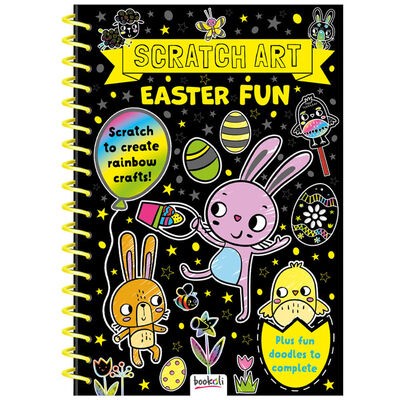 SCRATCH ART
EASTER FUN
Scratch
to create
rainbow
crafts!
Plus fun
doodles to
complete
bookoli